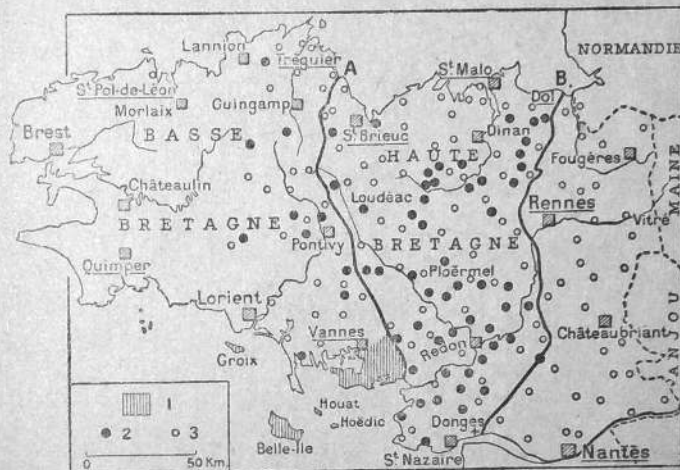 NORMANDIE
Lannion
Tréguier
A
St Malo
B
Dol
St Pol-de-Léon
Morlaix
Guingamp
St Brieuc
Dinan
Brest
BASSE
HAUTE
Fougères
MAINE
Châteaulin
Loudéac
Rennes
Vitré
BRETAGNE
Pontivy
BRETAGNE
Quimper
Ploërmel
Lorient
Vannes
Redon
Châteaubriant
ANJOU
Groix
Houat
Hoëdic
Belle-Ile
Donges
St Nazaire
Nantes
1
2
3
0
50 Km.